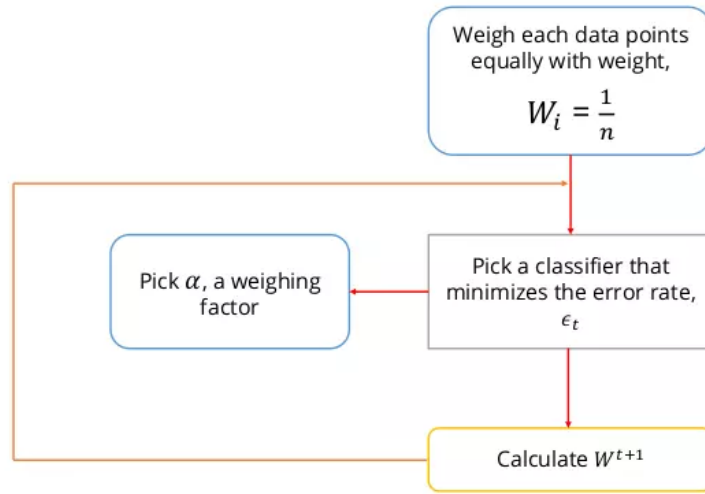 Weigh each data points
equally with weight,
W_i = 1/n
Pick α, a weighing
factor
Pick a classifier that
minimizes the error rate,
ϵ_t
Calculate W^{t+1}